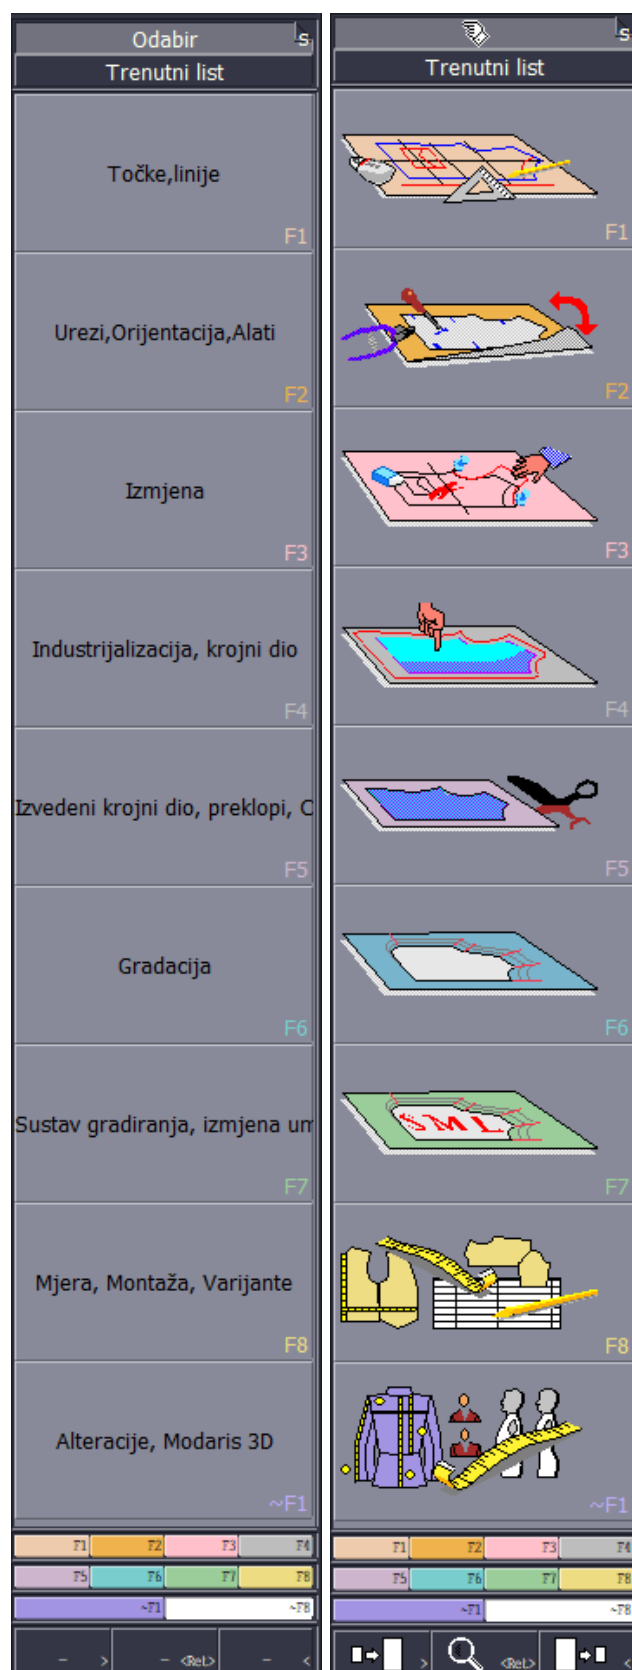 Odabir
s
Trenutni list
Točke,linije
F1
Urezi,Orijentacija,Alati
F2
Izmjena
F3
Industrijalizacija, krojni dio
F4
Izvedeni krojni dio, preklopi, C
F5
Gradacija
F6
Sustav gradiranja, izmjena um
F7
Mjera, Montaža, Varijante
F8
Alteracije, Modaris 3D
~F1
F1 F2 F3 F4
F5 F6 F7 F8
~F1 ~F8
– > – <Ret> – <
s
Trenutni list
F1
F2
F3
F4
F5
F6
SML
F7
F8
~F1
F1 F2 F3 F4
F5 F6 F7 F8
~F1 ~F8
> <Ret> <